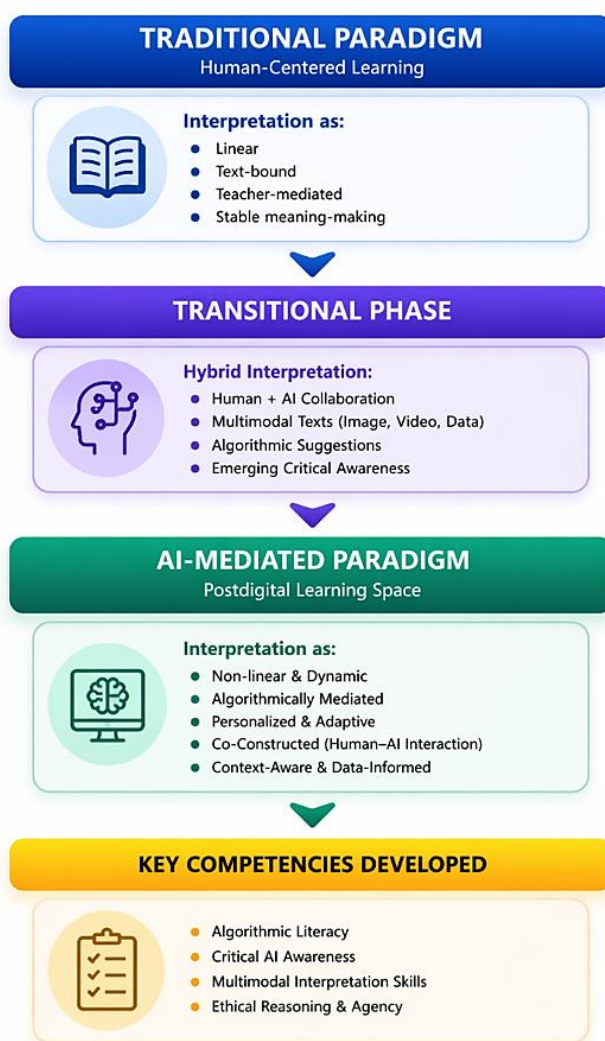 TRADITIONAL PARADIGM
Human-Centered Learning
Interpretation as:
● Linear
● Text-bound
● Teacher-mediated
● Stable meaning-making
TRANSITIONAL PHASE
Hybrid Interpretation:
● Human + AI Collaboration
● Multimodal Texts (Image, Video, Data)
● Algorithmic Suggestions
● Emerging Critical Awareness
AI-MEDIATED PARADIGM
Postdigital Learning Space
Interpretation as:
● Non-linear & Dynamic
● Algorithmically Mediated
● Personalized & Adaptive
● Co-Constructed (Human–AI Interaction)
● Context-Aware & Data-Informed
KEY COMPETENCIES DEVELOPED
● Algorithmic Literacy
● Critical AI Awareness
● Multimodal Interpretation Skills
● Ethical Reasoning & Agency